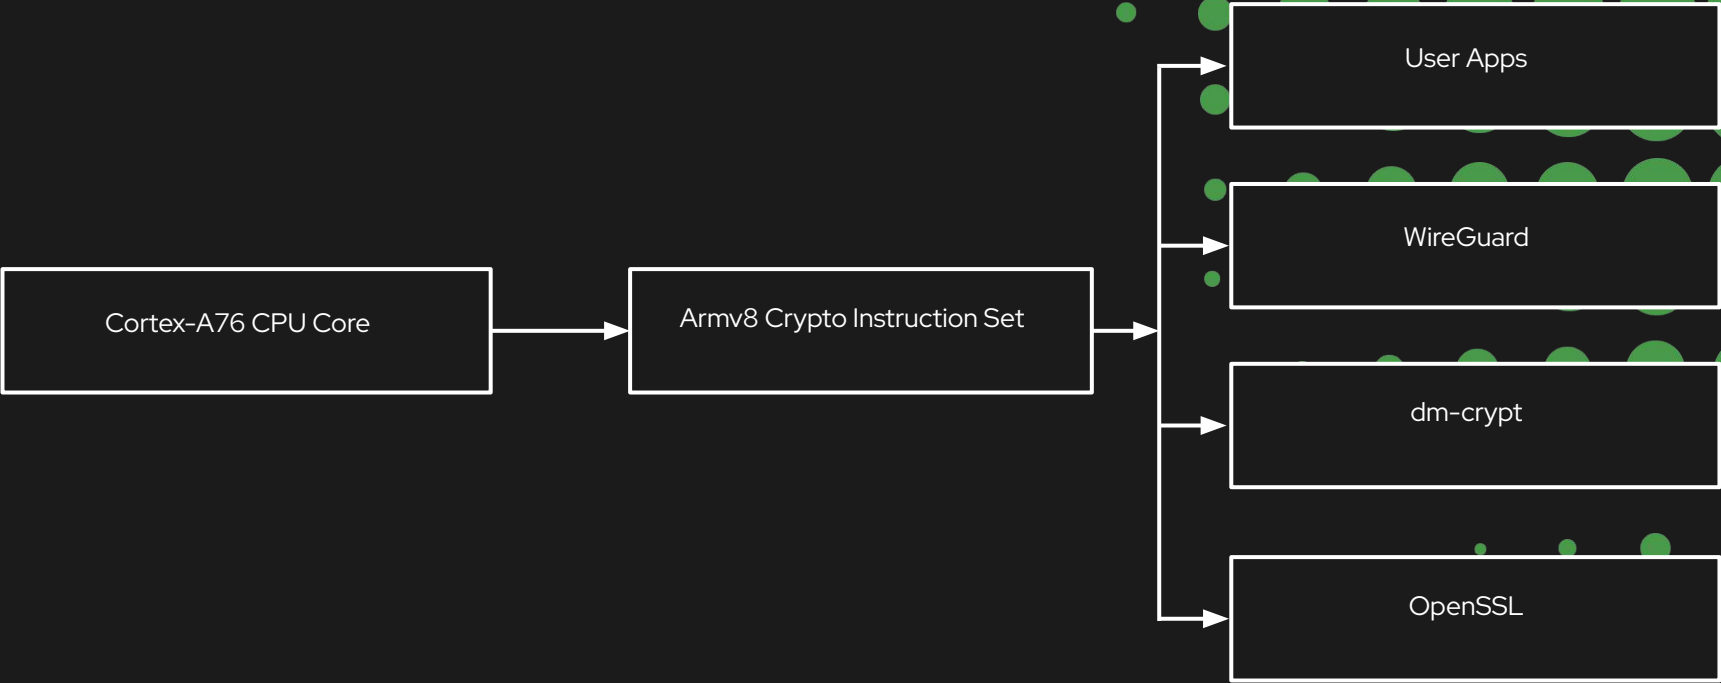 User Apps
WireGuard
Cortex-A76 CPU Core
Armv8 Crypto Instruction Set
dm-crypt
OpenSSL